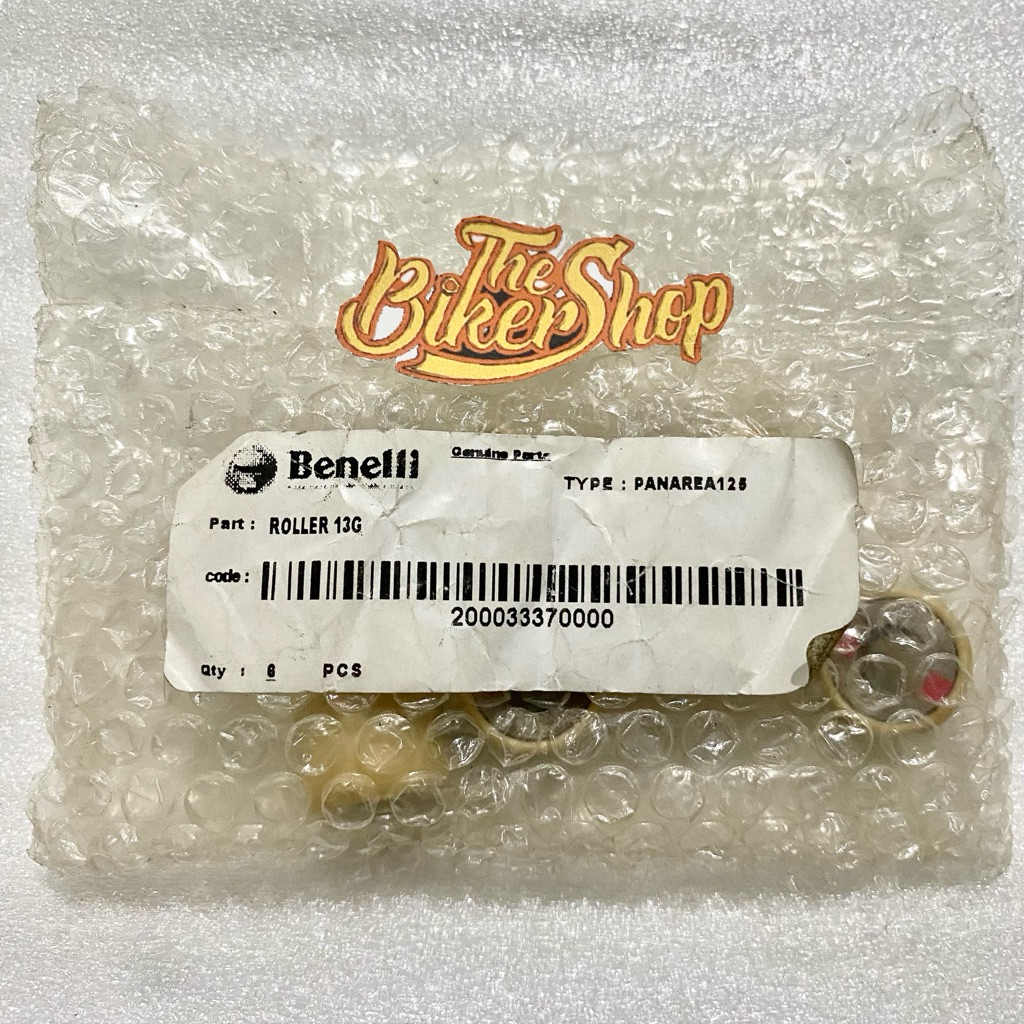 The
BikerShop
Benelli
Genuine Parts
TYPE : PANAREA125
Part : ROLLER 13G
code :
200033370000
Qty : 6 PCS